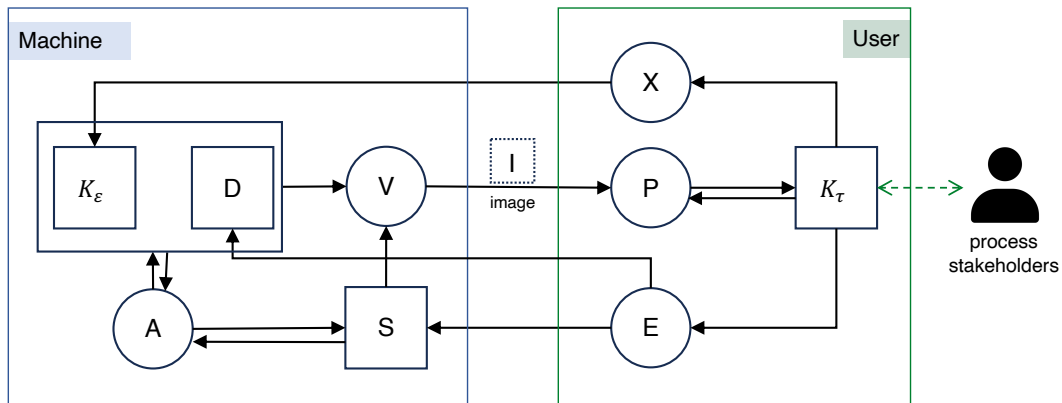 Machine
User
X
K_ε
D
V
I
image
P
K_τ
process
stakeholders
A
S
E